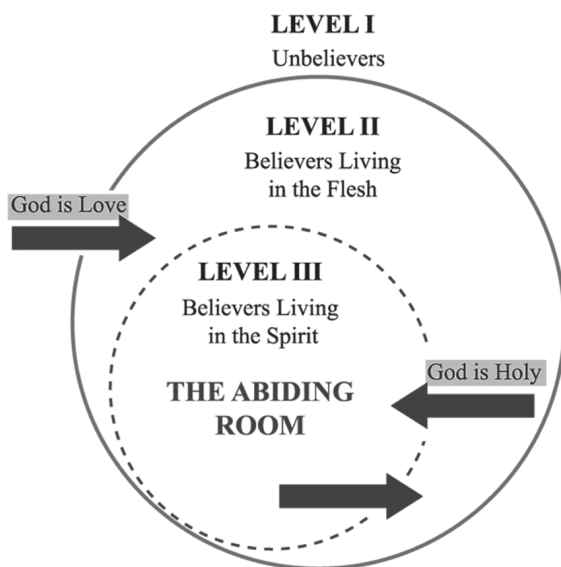 LEVEL I
Unbelievers
LEVEL II
Believers Living
in the Flesh
God is Love
LEVEL III
Believers Living
in the Spirit
God is Holy
THE ABIDING
ROOM